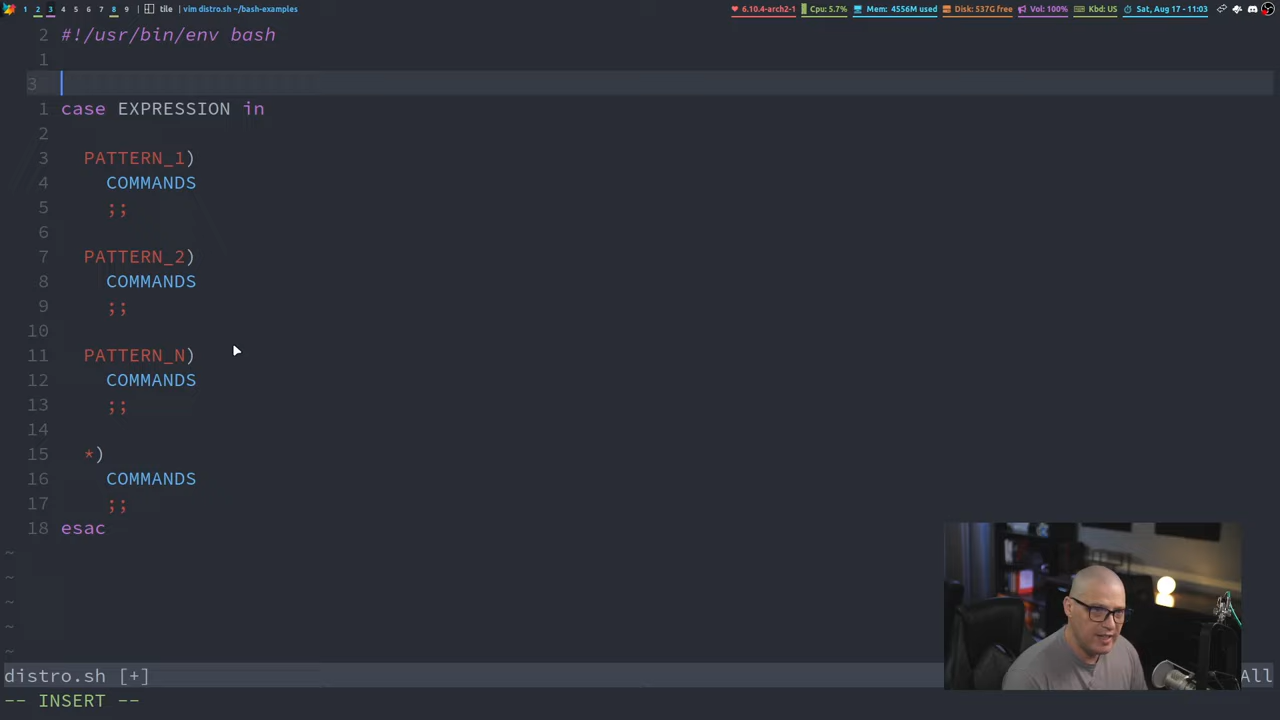 1 2 3 4 5 6 7 8 9 tile vim distro.sh ~/bash-examples 6.10.4-arch2-1 Cpu: 5.7% Mem: 4556M used Disk: 537G free Vol: 100% Kbd: US Sat, Aug 17 - 11:03
2 #!/usr/bin/env bash
1
3
1 case EXPRESSION in
2
3 PATTERN_1)
4 COMMANDS
5 ;;
6
7 PATTERN_2)
8 COMMANDS
9 ;;
10
11 PATTERN_N)
12 COMMANDS
13 ;;
14
15 *)
16 COMMANDS
17 ;;
18 esac
~
~
~
~
~
distro.sh [+] All
-- INSERT --